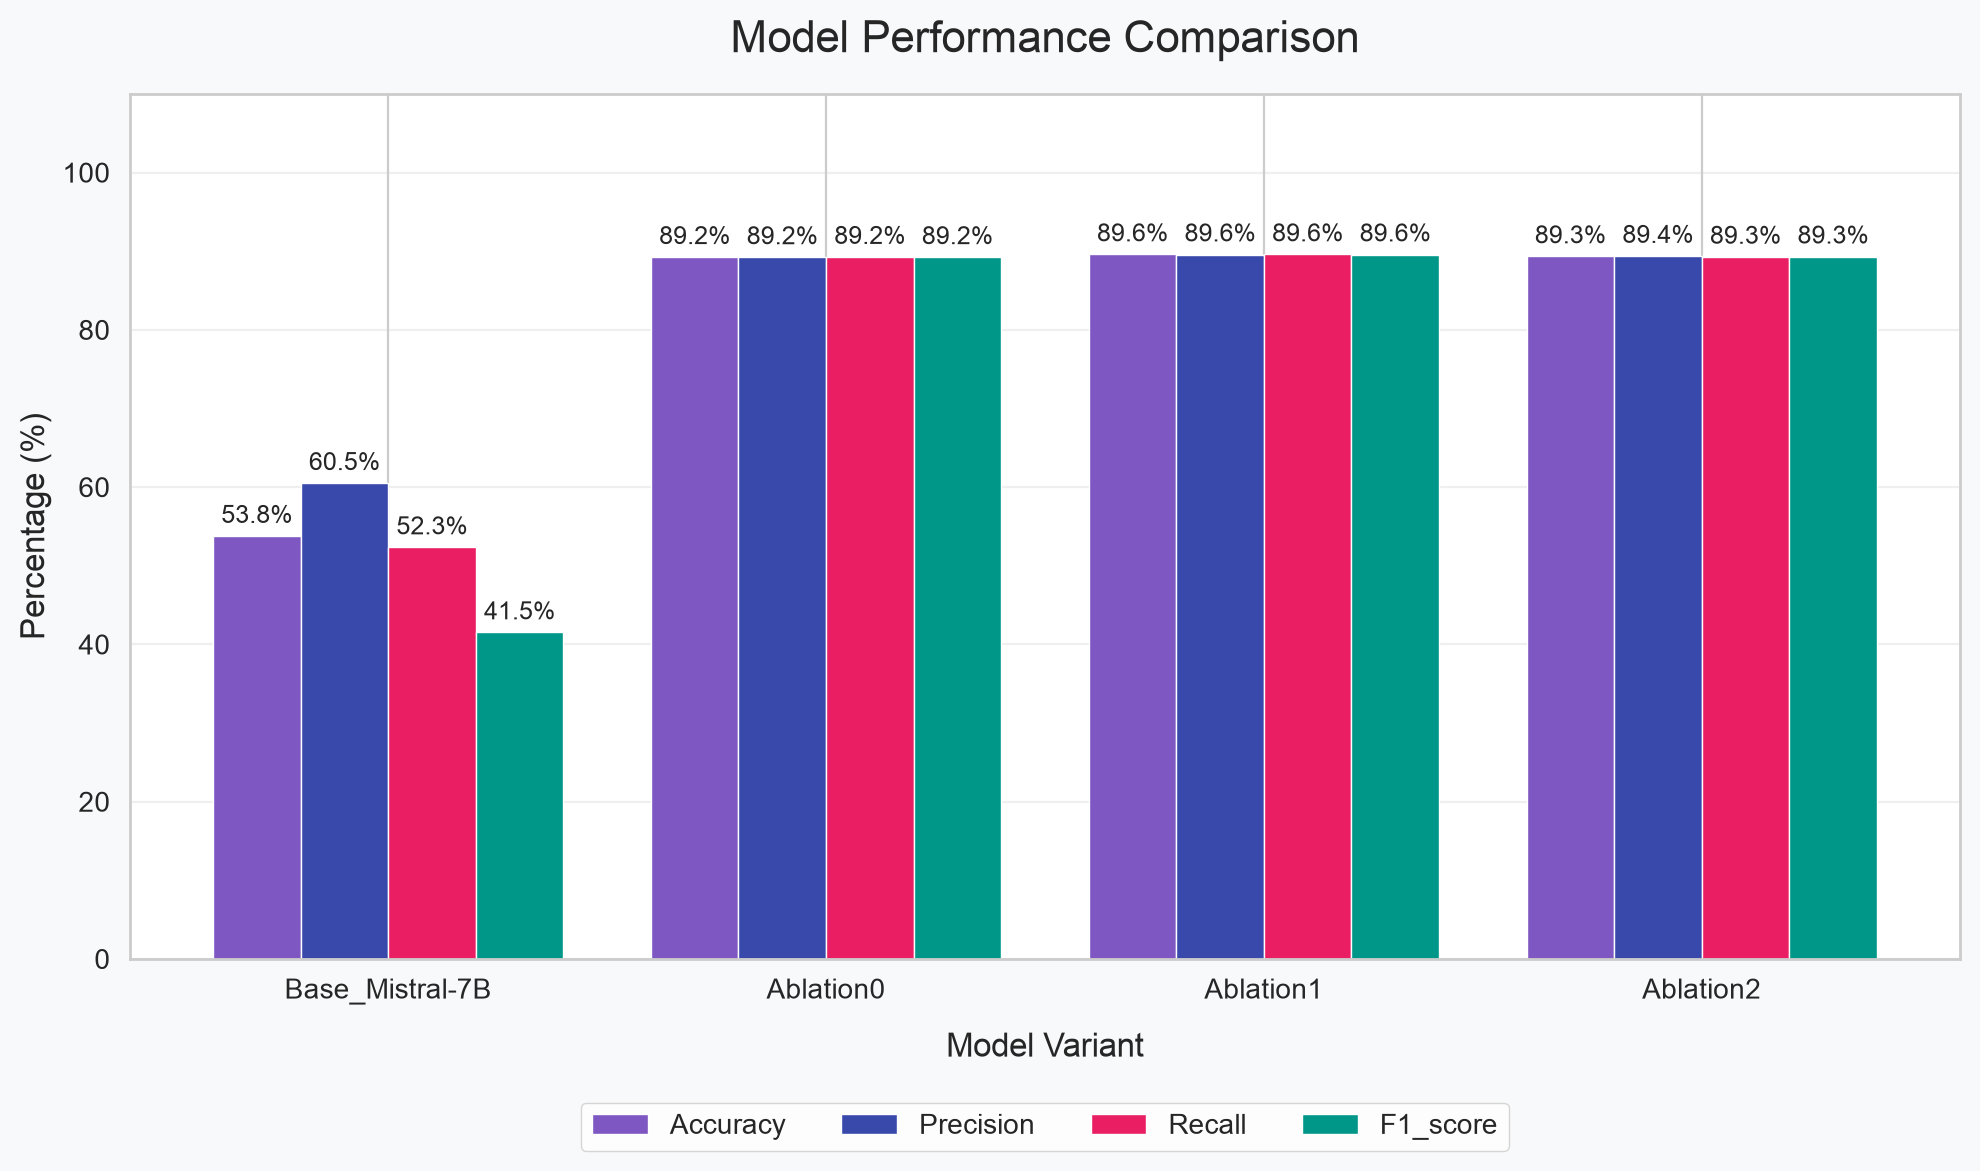 Model Performance Comparison
Percentage (%)
100
80
60
40
20
0
53.8%
60.5%
52.3%
41.5%
89.2%
89.2%
89.2%
89.2%
89.6%
89.6%
89.6%
89.6%
89.3%
89.4%
89.3%
89.3%
Base_Mistral-7B
Ablation0
Ablation1
Ablation2
Model Variant
Accuracy
Precision
Recall
F1_score